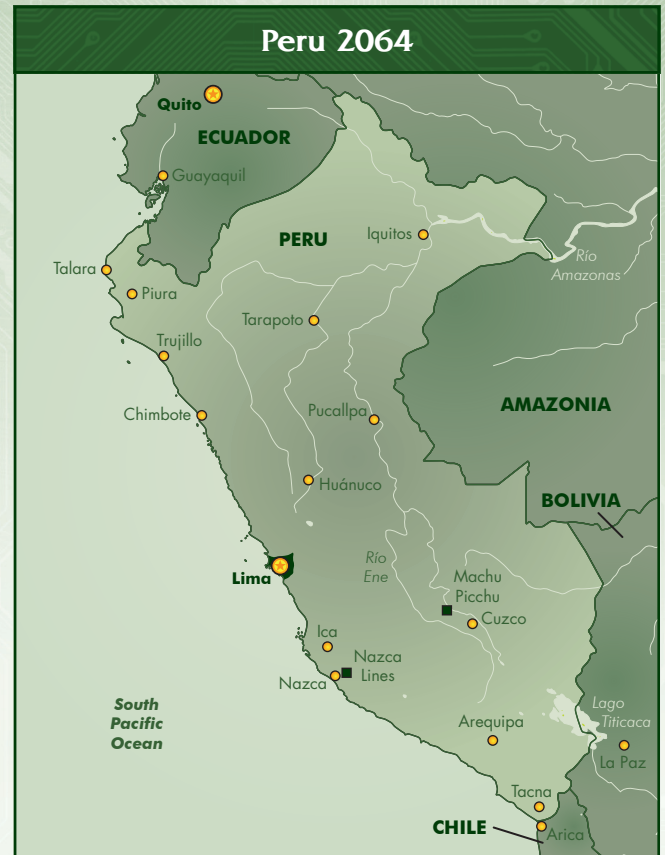 Peru 2064
Quito
ECUADOR
Guayaquil
PERU
Iquitos
Talara
Río
Amazonas
Piura
Tarapoto
Trujillo
AMAZONIA
Chimbote
Pucallpa
Huánuco
BOLIVIA
Lima
Río
Ene
Machu
Picchu
Cuzco
Ica
Nazca
Lines
Nazca
South
Pacific
Ocean
Lago
Titicaca
Arequipa
La Paz
Tacna
CHILE
Arica